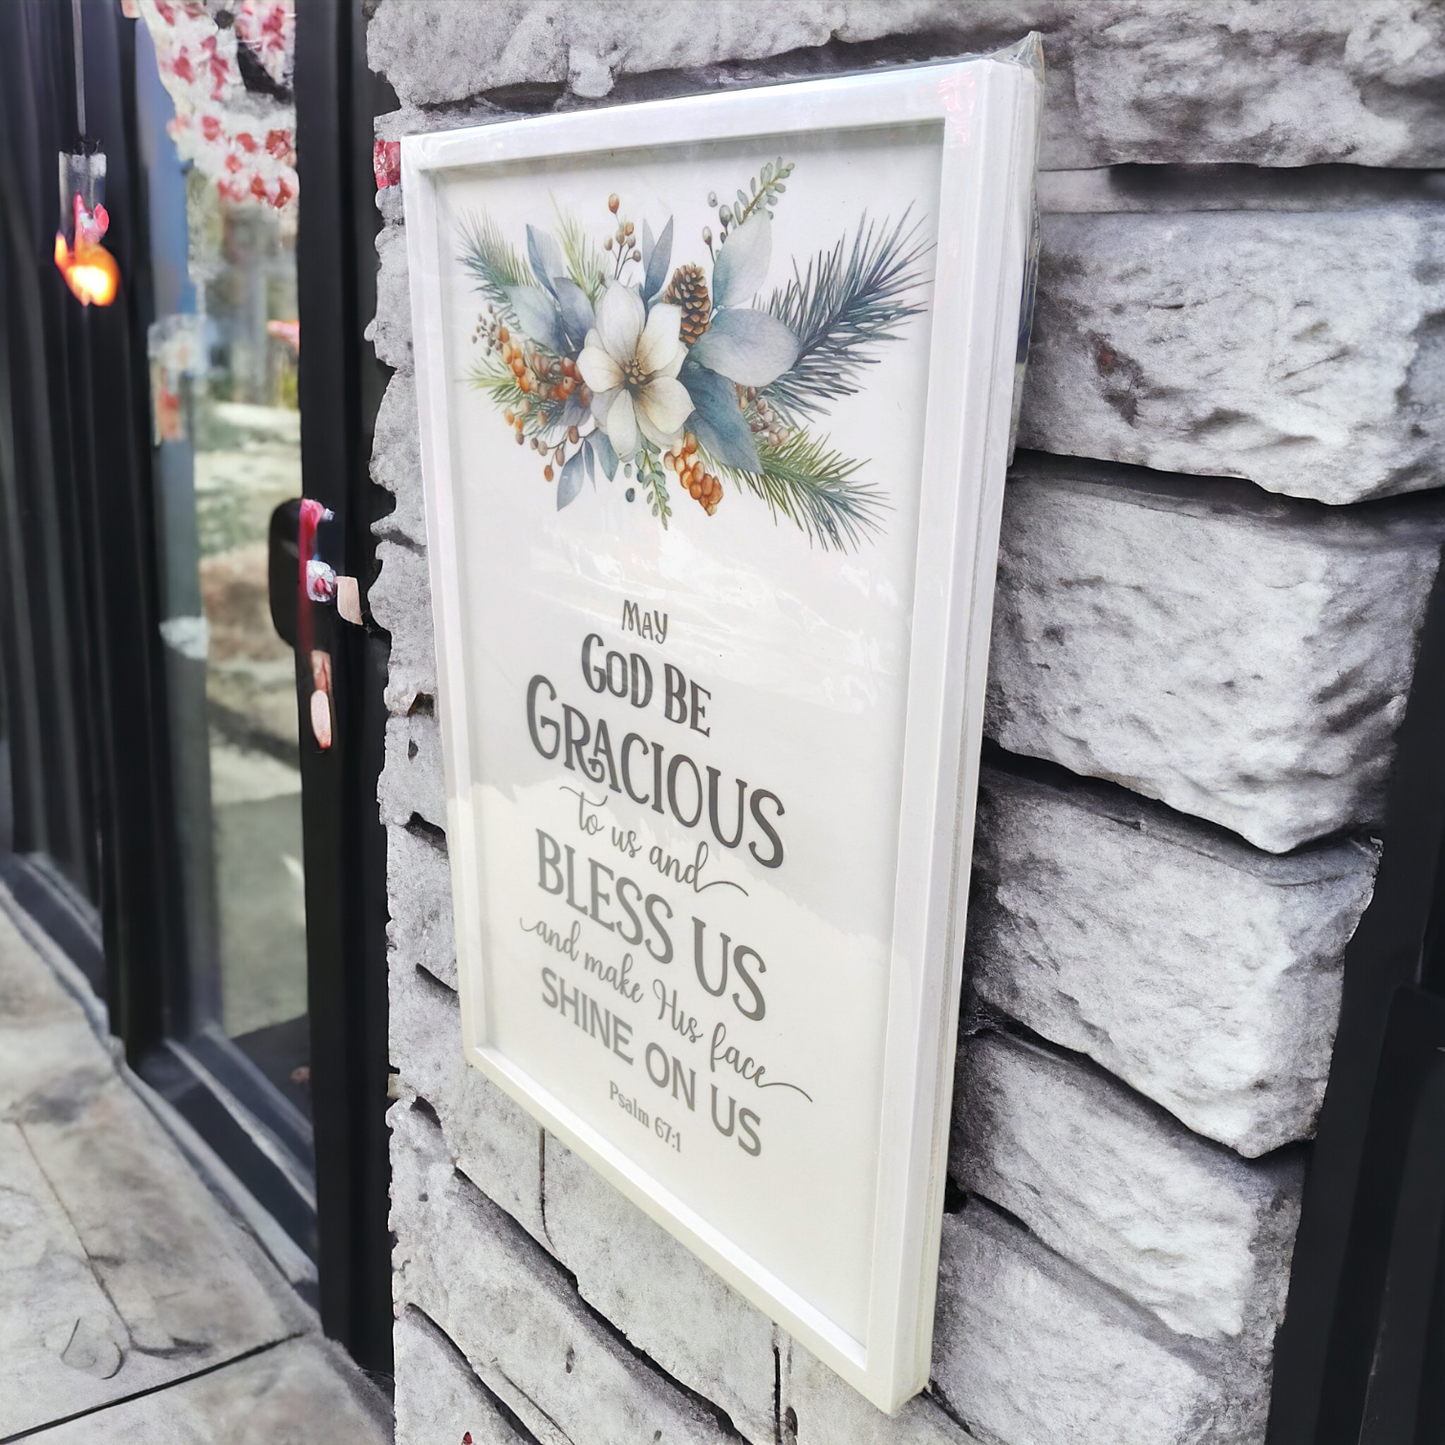 MAY
GOD BE
GRACIOUS
to us and
BLESS US
and make His face
SHINE ON US
Psalm 67:1